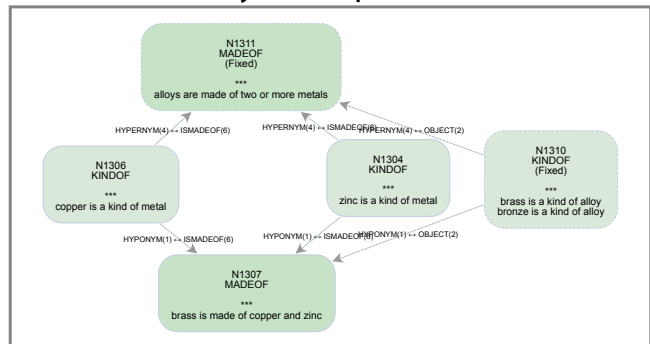 N1311
MADEOF
(Fixed)
***
alloys are made of two or more metals
HYPERNYM(4) ↔ ISMADEOF(6)
HYPERNYM(4) ↔ ISMADEOF(6)
HYPERNYM(4) ↔ OBJECT(2)
N1306
KINDOF
***
copper is a kind of metal
N1304
KINDOF
***
zinc is a kind of metal
N1310
KINDOF
(Fixed)
***
brass is a kind of alloy
bronze is a kind of alloy
HYPONYM(1) ↔ ISMADEOF(6)
HYPONYM(1) ↔ ISMADEOF(6)
HYPONYM(1) ↔ OBJECT(2)
N1307
MADEOF
***
brass is made of copper and zinc